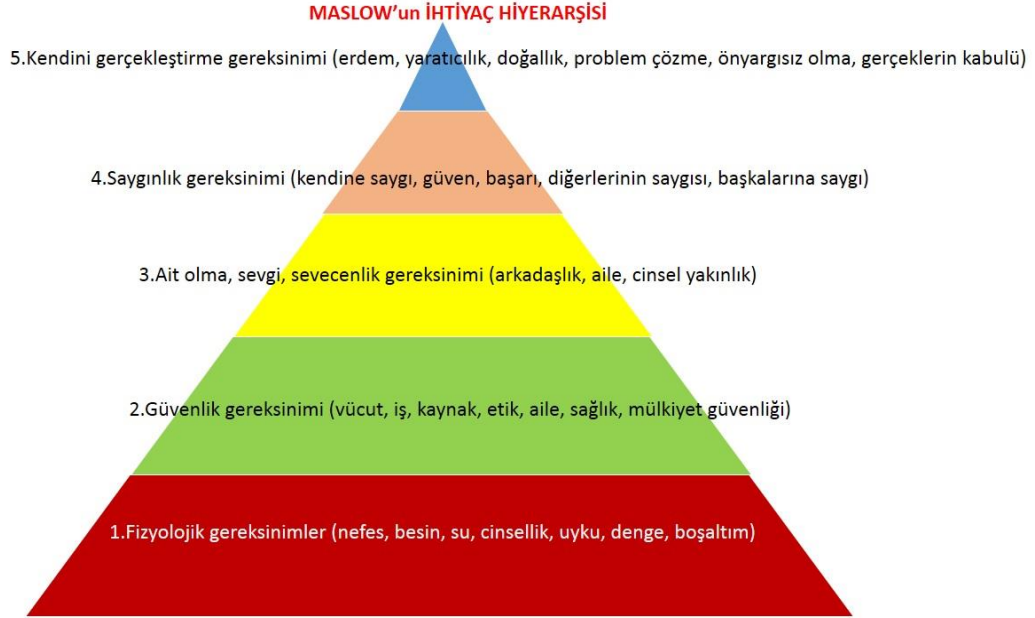 MASLOW'un İHTİYAÇ HİYERARŞİSİ
5.Kendini gerçekleştirme gereksinimi (erdem, yaratıcılık, doğallık, problem çözme, önyargısız olma, gerçeklerin kabulü)
4.Saygınlık gereksinimi (kendine saygı, güven, başarı, diğerlerinin saygısı, başkalarına saygı)
3.Ait olma, sevgi, sevecenlik gereksinimi (arkadaşlık, aile, cinsel yakınlık)
2.Güvenlik gereksinimi (vücut, iş, kaynak, etik, aile, sağlık, mülkiyet güvenliği)
1.Fizyolojik gereksinimler (nefes, besin, su, cinsellik, uyku, denge, boşaltım)